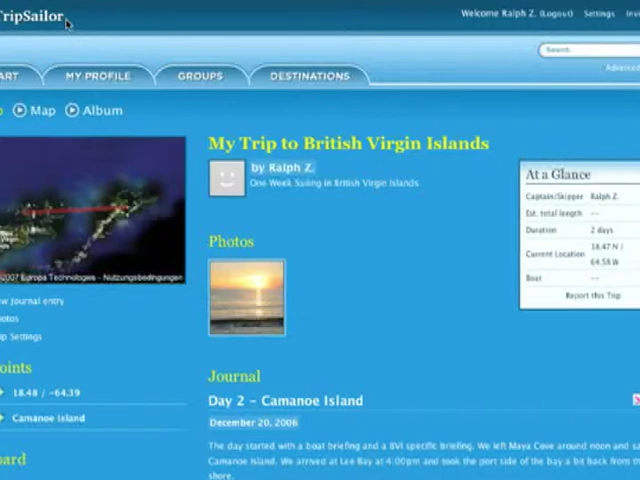 TripSailor
Welcome Ralph Z. (Logout) Settings Invi
Search
Advanced
ART MY PROFILE GROUPS DESTINATIONS
Map Album
My Trip to British Virgin Islands
by Ralph Z.
One Week Sailing in British Virgin Islands
At a Glance
Captain/Skipper Ralph Z.
Est. total length --
Duration 2 days
Current Location 18.47 N / 64.58 W
Boat --
Report this Trip
2007 Europa Technologies - Nutzungsbedingungen
w Journal entry
otos
ip Settings
oints
18.48 / -64.39
Camanoe Island
oard
Photos
Journal
Day 2 - Camanoe Island
December 20, 2006
The day started with a boat briefing and a BVI specific briefing. We left Maya Cove around noon and sa
Camanoe Island. We arrived at Lee Bay at 4:00pm and took the port side of the bay a bit back from th
shore.